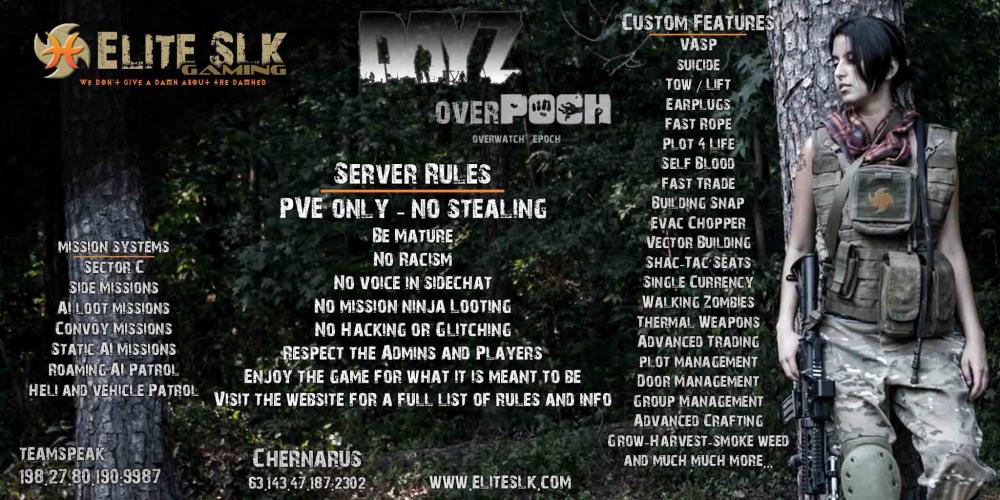 ELITE SLK
GAMING
WE DON'T GIVE A DAMN ABOUT THE DAMNED
DAYZ
OVERPOCH
OVERWATCH EPOCH
SERVER RULES
PVE ONLY - NO STEALING
BE MATURE
NO RACISM
NO VOICE IN SIDECHAT
NO MISSION NINJA LOOTING
NO HACKING OR GLITCHING
RESPECT THE ADMINS AND PLAYERS
ENJOY THE GAME FOR WHAT IT IS MEANT TO BE
VISIT THE WEBSITE FOR A FULL LIST OF RULES AND INFO
MISSION SYSTEMS
SECTOR C
SIDE MISSIONS
AI LOOT MISSIONS
CONVOY MISSIONS
STATIC AI MISSIONS
ROAMING AI PATROL
HELI AND VEHICLE PATROL
CUSTOM FEATURES
VASP
SUICIDE
TOW / LIFT
EARPLUGS
FAST ROPE
PLOT 4 LIFE
SELF BLOOD
FAST TRADE
BUILDING SNAP
EVAC CHOPPER
VECTOR BUILDING
SHAC-TAC SEATS
SINGLE CURRENCY
WALKING ZOMBIES
THERMAL WEAPONS
ADVANCED TRADING
PLOT MANAGEMENT
DOOR MANAGEMENT
GROUP MANAGEMENT
ADVANCED CRAFTING
GROW-HARVEST-SMOKE WEED
AND MUCH MUCH MORE...
TEAMSPEAK
198.27.80.190:9987
CHERNARUS
63.143.47.187:2302
WWW.ELITESLK.COM